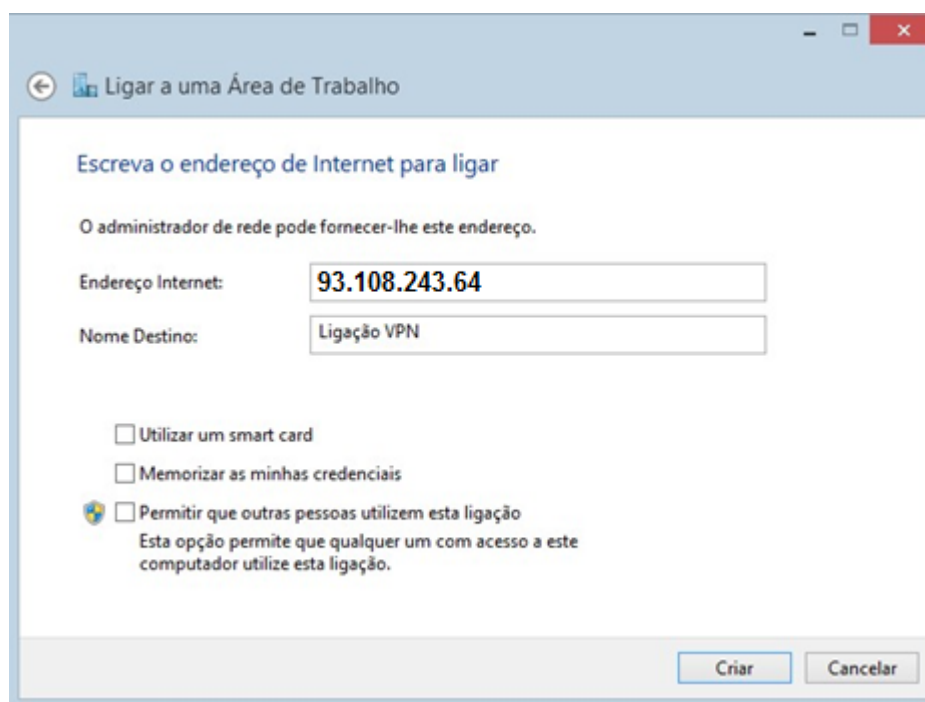 Ligar a uma Área de Trabalho
Escreva o endereço de Internet para ligar
O administrador de rede pode fornecer-lhe este endereço.
Endereço Internet: 93.108.243.64
Nome Destino: Ligação VPN
Utilizar um smart card
Memorizar as minhas credenciais
Permitir que outras pessoas utilizem esta ligação
Esta opção permite que qualquer um com acesso a este
computador utilize esta ligação.
Criar Cancelar